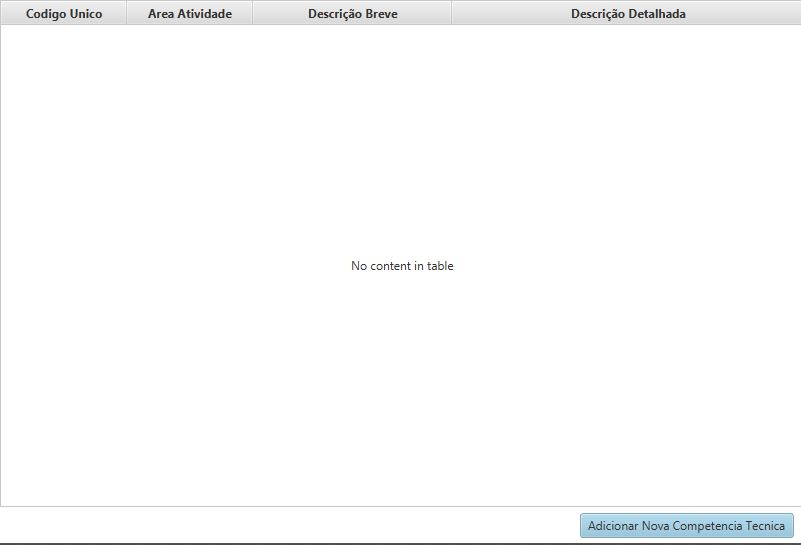 Codigo Unico Area Atividade Descrição Breve Descrição Detalhada
No content in table
Adicionar Nova Competencia Tecnica